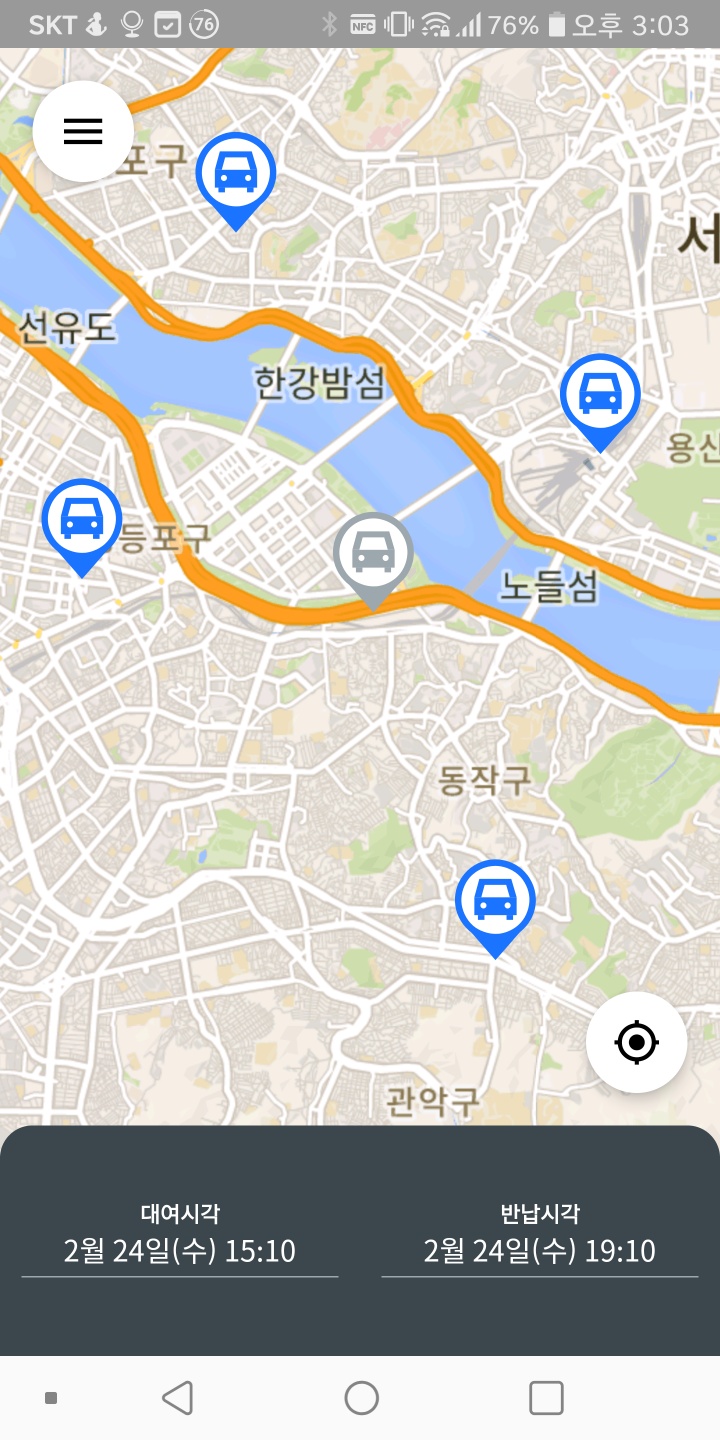 SKT 76 NFC 76% 오후 3:03
포구
서
선유도
한강밤섬
용산
등포구
노들섬
동작구
관악구
대여시각
2월 24일(수) 15:10
반납시각
2월 24일(수) 19:10